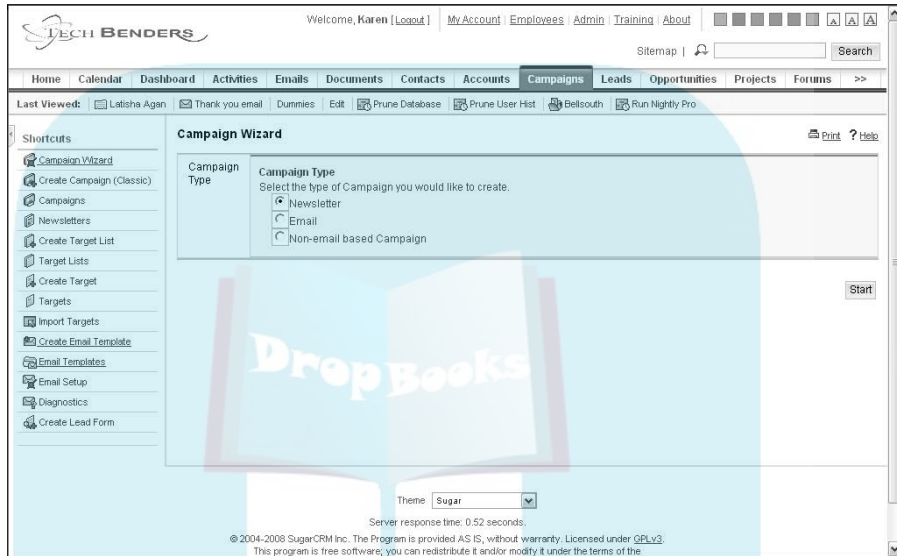 TECH BENDERS
Welcome, Karen [ Logout ] My Account | Employees | Admin | Training | About A A A
Sitemap | Search
Home Calendar Dashboard Activities Emails Documents Contacts Accounts Campaigns Leads Opportunities Projects Forums >>
Last Viewed: Latisha Agan Thank you email Dummies Edit Prune Database Prune User Hist Bellsouth Run Nightly Pro
Shortcuts
Campaign Wizard
Create Campaign (Classic)
Campaigns
Newsletters
Create Target List
Target Lists
Create Target
Targets
Import Targets
Create Email Template
Email Templates
Email Setup
Diagnostics
Create Lead Form
Campaign Wizard
Print ? Help
Campaign Type
Campaign Type
Select the type of Campaign you would like to create.
Newsletter
Email
Non-email based Campaign
Start
DropBooks
Theme Sugar
Server response time: 0.52 seconds.
© 2004-2008 SugarCRM Inc. The Program is provided AS IS, without warranty. Licensed under GPLv3.
This program is free software; you can redistribute it and/or modify it under the terms of the